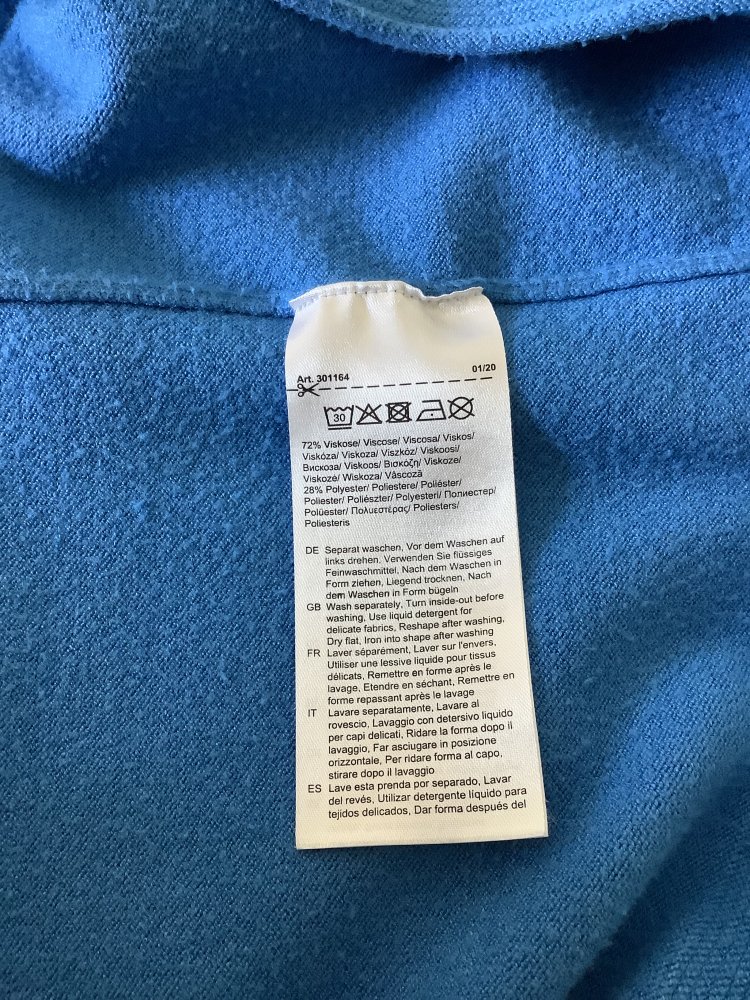 Art. 301164 01/20
30
72% Viskose/ Viscose/ Viscosa/ Viskos/
Viskóza/ Viskoza/ Viszkóz/ Viskoosi/
Вискоза/ Viskoos/ Βισκόζη/ Viskoze/
Viskozė/ Wiskoza/ Vâscoză
28% Polyester/ Poliestere/ Poliéster/
Poliester/ Poliészter/ Polyesteri/ Полиестер/
Polüester/ Πολυεστέρας/ Poliesters/
Poliesteris
DE Separat waschen, Vor dem Waschen auf
links drehen, Verwenden Sie flüssiges
Feinwaschmittel, Nach dem Waschen in
Form ziehen, Liegend trocknen, Nach
dem Waschen in Form bügeln
GB Wash separately, Turn inside-out before
washing, Use liquid detergent for
delicate fabrics, Reshape after washing,
Dry flat, Iron into shape after washing
FR Laver séparément, Laver sur l'envers,
Utiliser une lessive liquide pour tissus
délicats, Remettre en forme après le
lavage, Etendre en séchant, Remettre en
forme repassant après le lavage
IT Lavare separatamente, Lavare al
rovescio, Lavaggio con detersivo liquido
per capi delicati, Ridare la forma dopo il
lavaggio, Far asciugare in posizione
orizzontale, Per ridare forma al capo,
stirare dopo il lavaggio
ES Lave esta prenda por separado, Lavar
del revés, Utilizar detergente líquido para
tejidos delicados, Dar forma después del